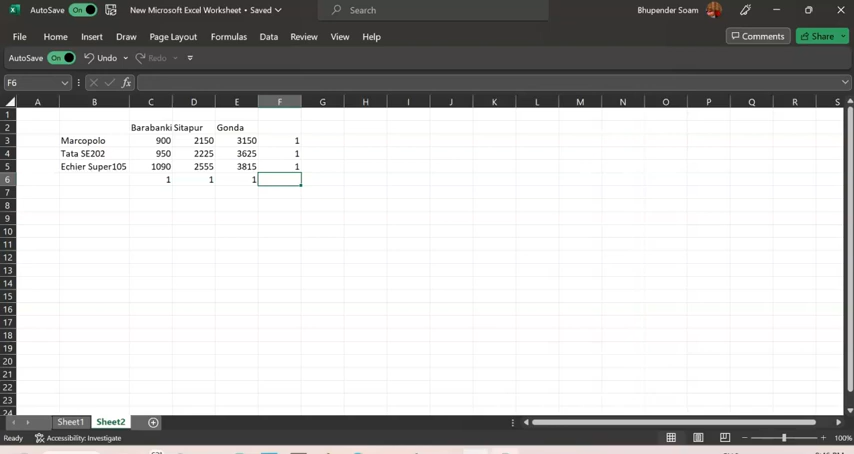 AutoSave On New Microsoft Excel Worksheet • Saved Search Bhupender Soam
File Home Insert Draw Page Layout Formulas Data Review View Help Comments Share
AutoSave On Undo Redo
F6 fx
A B C D E F G H I J K L M N O P Q R S
1
2 Barabanki Sitapur Gonda
3 Marcopolo 900 2150 3150 1
4 Tata SE202 950 2225 3625 1
5 Echier Super105 1090 2555 3815 1
6 1 1 1
7
8
9
10
11
12
13
14
15
16
17
18
19
20
21
22
23
24
Sheet1 Sheet2
Ready Accessibility: Investigate 100%